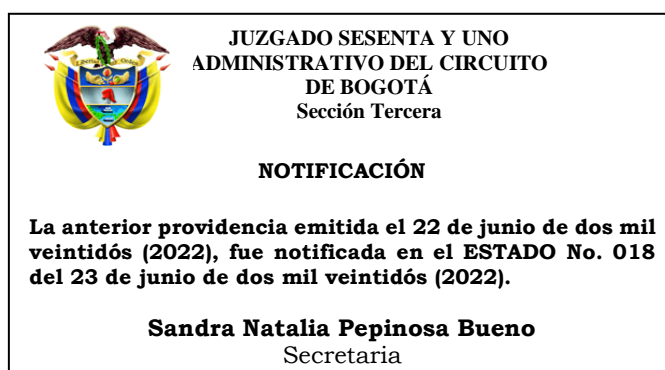 JUZGADO SESENTA Y UNO
ADMINISTRATIVO DEL CIRCUITO
DE BOGOTÁ
Sección Tercera
NOTIFICACIÓN
La anterior providencia emitida el 22 de junio de dos mil
veintidós (2022), fue notificada en el ESTADO No. 018
del 23 de junio de dos mil veintidós (2022).
Sandra Natalia Pepinosa Bueno
Secretaria